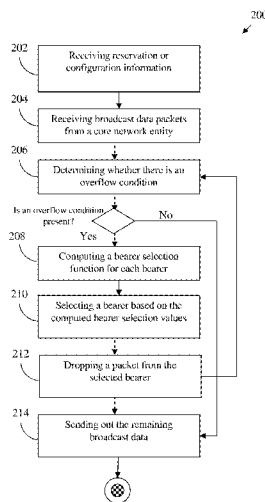 200
202
Receiving reservation or
configuration information
204
Receiving broadcast data packets
from a core network entity
206
Determining whether there is an
overflow condition
Is an overflow condition
present?
No
Yes
208
Computing a bearer selection
function for each bearer
210
Selecting a bearer based on the
computed bearer selection values
212
Dropping a packet from the
selected bearer
214
Sending out the remaining
broadcast data